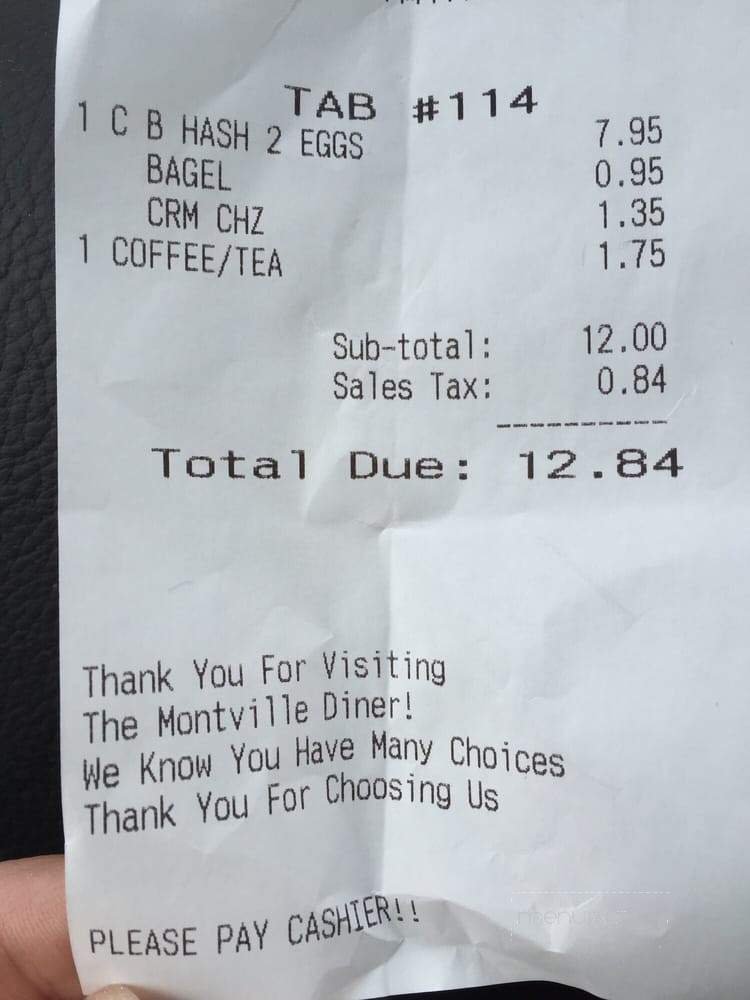 TAB #114
1 C B HASH 2 EGGS 7.95
BAGEL 0.95
CRM CHZ 1.35
1 COFFEE/TEA 1.75
Sub-total: 12.00
Sales Tax: 0.84
Total Due: 12.84
Thank You For Visiting
The Montville Diner!
We Know You Have Many Choices
Thank You For Choosing Us
PLEASE PAY CASHIER!!